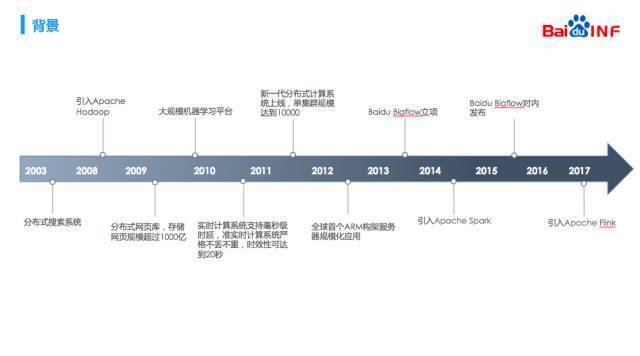 背景
Bai du INF
引入Apache
Hadoop
大规模机器学习平台
新一代分布式计算系
统上线，单集群规模
达到10000
Baidu Bigflow立项
Baidu Bigflow对内
发布
2003 2008 2009 2010 2011 2012 2013 2014 2015 2016 2017
分布式搜索系统
分布式网页库，存储
网页规模超过1000亿
实时计算系统支持毫秒级
时延，准实时计算系统严
格不丢不重，时效性可达
到20秒
全球首个ARM构架服务
器规模化应用
引入Apache Spark
引入Apache Flink